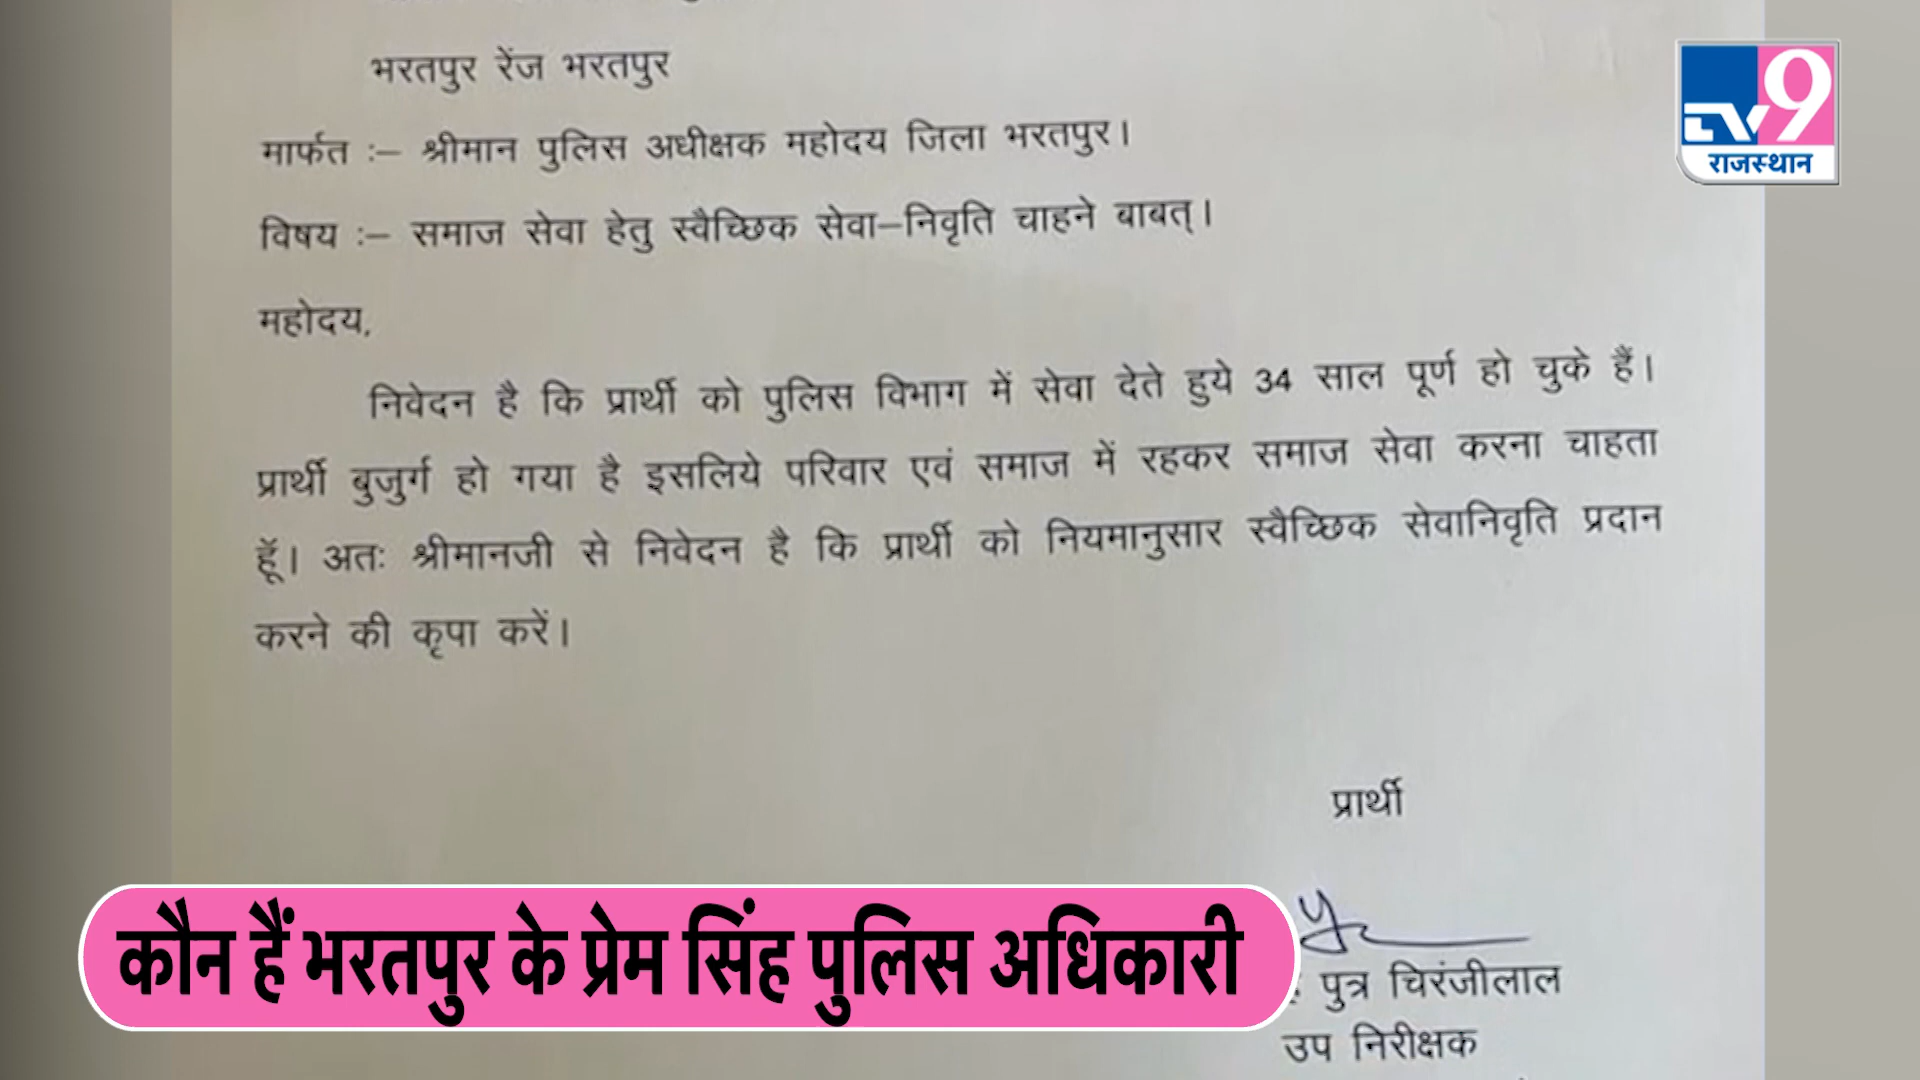 भरतपुर रेंज भरतपुर
मार्फत :– श्रीमान पुलिस अधीक्षक महोदय जिला भरतपुर।
विषय :– समाज सेवा हेतु स्वैच्छिक सेवा–निवृति चाहने बाबत्।
महोदय,
निवेदन है कि प्रार्थी को पुलिस विभाग में सेवा देते हुये 34 साल पूर्ण हो चुके हैं।
प्रार्थी बुजुर्ग हो गया है इसलिये परिवार एवं समाज में रहकर समाज सेवा करना चाहता
हूॅं। अतः श्रीमानजी से निवेदन है कि प्रार्थी को नियमानुसार स्वैच्छिक सेवानिवृति प्रदान
करने की कृपा करें।
प्रार्थी
पुत्र चिरंजीलाल
उप निरीक्षक
कौन हैं भरतपुर के प्रेम सिंह पुलिस अधिकारी
TV9
राजस्थान